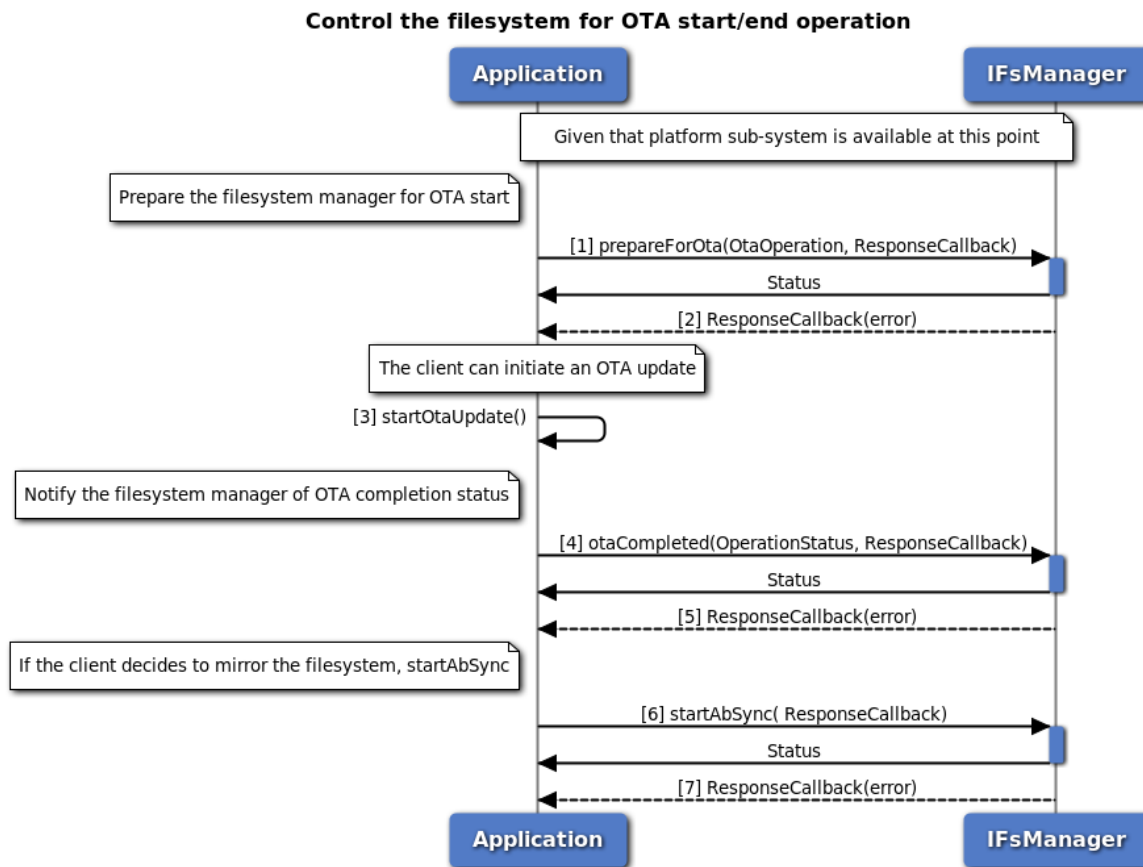 Control the filesystem for OTA start/end operation
Application
IFsManager
Given that platform sub-system is available at this point
Prepare the filesystem manager for OTA start
[1] prepareForOta(OtaOperation, ResponseCallback)
Status
[2] ResponseCallback(error)
The client can initiate an OTA update
[3] startOtaUpdate()
Notify the filesystem manager of OTA completion status
[4] otaCompleted(OperationStatus, ResponseCallback)
Status
[5] ResponseCallback(error)
If the client decides to mirror the filesystem, startAbSync
[6] startAbSync( ResponseCallback)
Status
[7] ResponseCallback(error)
Application
IFsManager